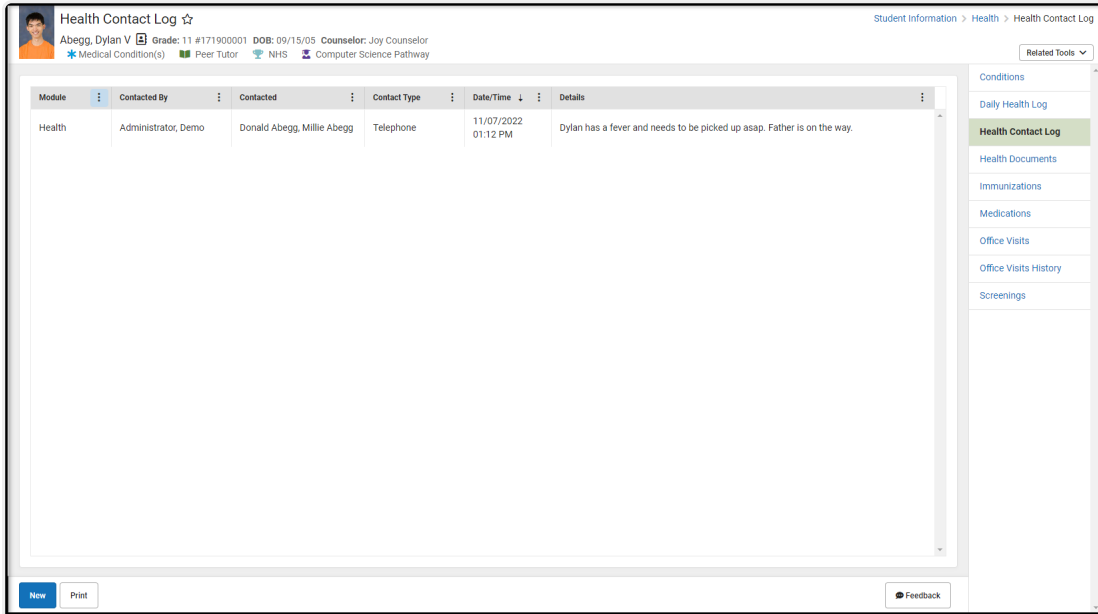 Health Contact Log
Student Information > Health > Health Contact Log
Abegg, Dylan V Grade: 11 #171900001 DOB: 09/15/05 Counselor: Joy Counselor
Medical Condition(s) Peer Tutor NHS Computer Science Pathway
Related Tools
Module Contacted By Contacted Contact Type Date/Time ↓ Details
Health Administrator, Demo Donald Abegg, Millie Abegg Telephone 11/07/2022 01:12 PM Dylan has a fever and needs to be picked up asap. Father is on the way.
Conditions
Daily Health Log
Health Contact Log
Health Documents
Immunizations
Medications
Office Visits
Office Visits History
Screenings
New Print Feedback